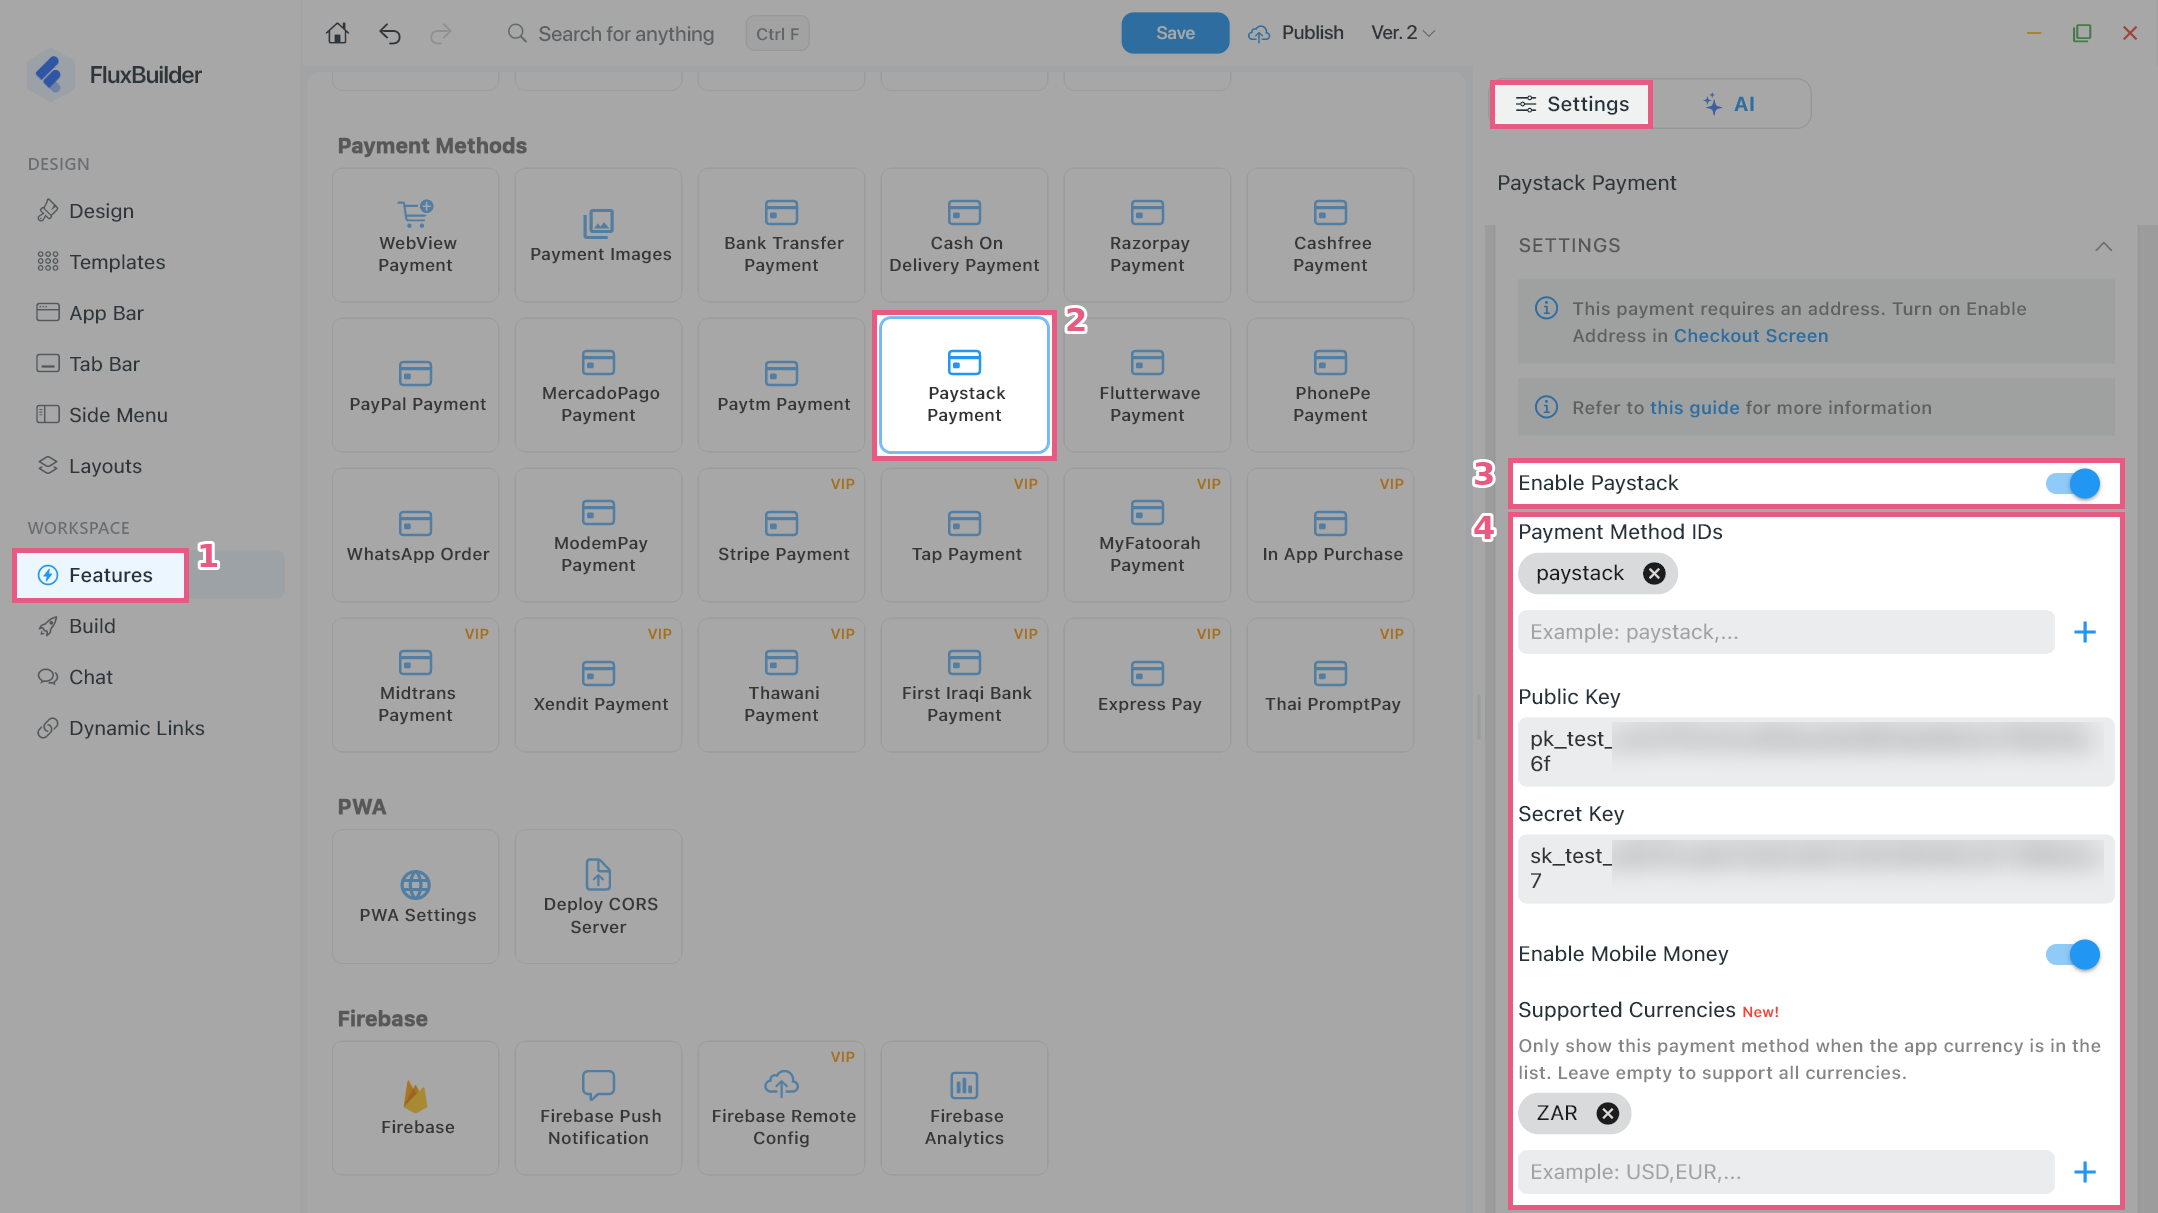 FluxBuilder
Search for anything
Ctrl F
Save
Publish
Ver. 2
DESIGN
Design
Templates
App Bar
Tab Bar
Side Menu
Layouts
WORKSPACE
Features
1
Build
Chat
Dynamic Links
Payment Methods
WebView
Payment
Payment Images
Bank Transfer
Payment
Cash On
Delivery Payment
Razorpay
Payment
Cashfree
Payment
PayPal Payment
MercadoPago
Payment
Paytm Payment
Paystack
Payment
2
Flutterwave
Payment
PhonePe
Payment
WhatsApp Order
ModemPay
Payment
VIP
Stripe Payment
VIP
Tap Payment
VIP
MyFatoorah
Payment
VIP
In App Purchase
VIP
Midtrans
Payment
VIP
Xendit Payment
VIP
Thawani
Payment
VIP
First Iraqi Bank
Payment
VIP
Express Pay
VIP
Thai PromptPay
PWA
PWA Settings
Deploy CORS
Server
Firebase
Firebase
Firebase Push
Notification
VIP
Firebase Remote
Config
Firebase
Analytics
Settings
AI
Paystack Payment
SETTINGS
This payment requires an address. Turn on Enable
Address in Checkout Screen
Refer to this guide for more information
3
Enable Paystack
4
Payment Method IDs
paystack
Example: paystack,...
Public Key
pk_test_
6f
Secret Key
sk_test_
7
Enable Mobile Money
Supported Currencies New!
Only show this payment method when the app currency is in the
list. Leave empty to support all currencies.
ZAR
Example: USD,EUR,...